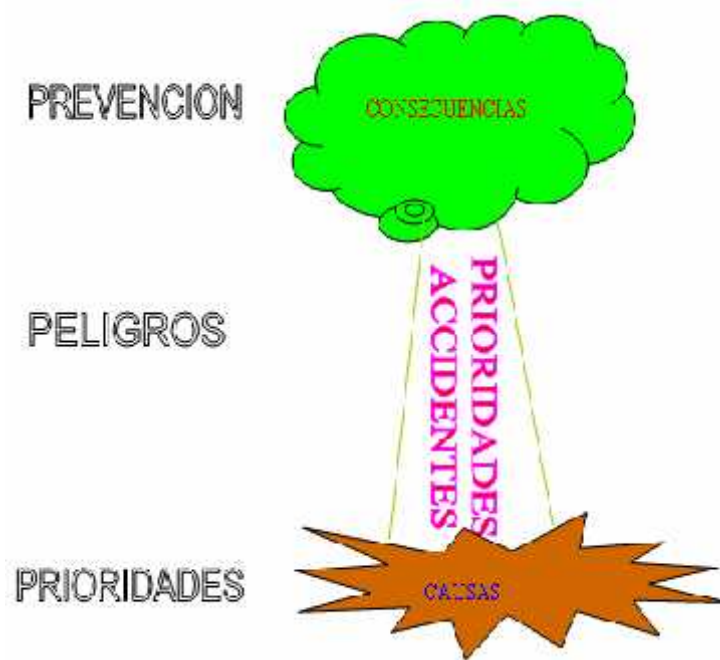 PREVENCION
CONSECUENCIAS
PELIGROS
PRIORIDADES
ACCIDENTES
PRIORIDADES
CAUSAS